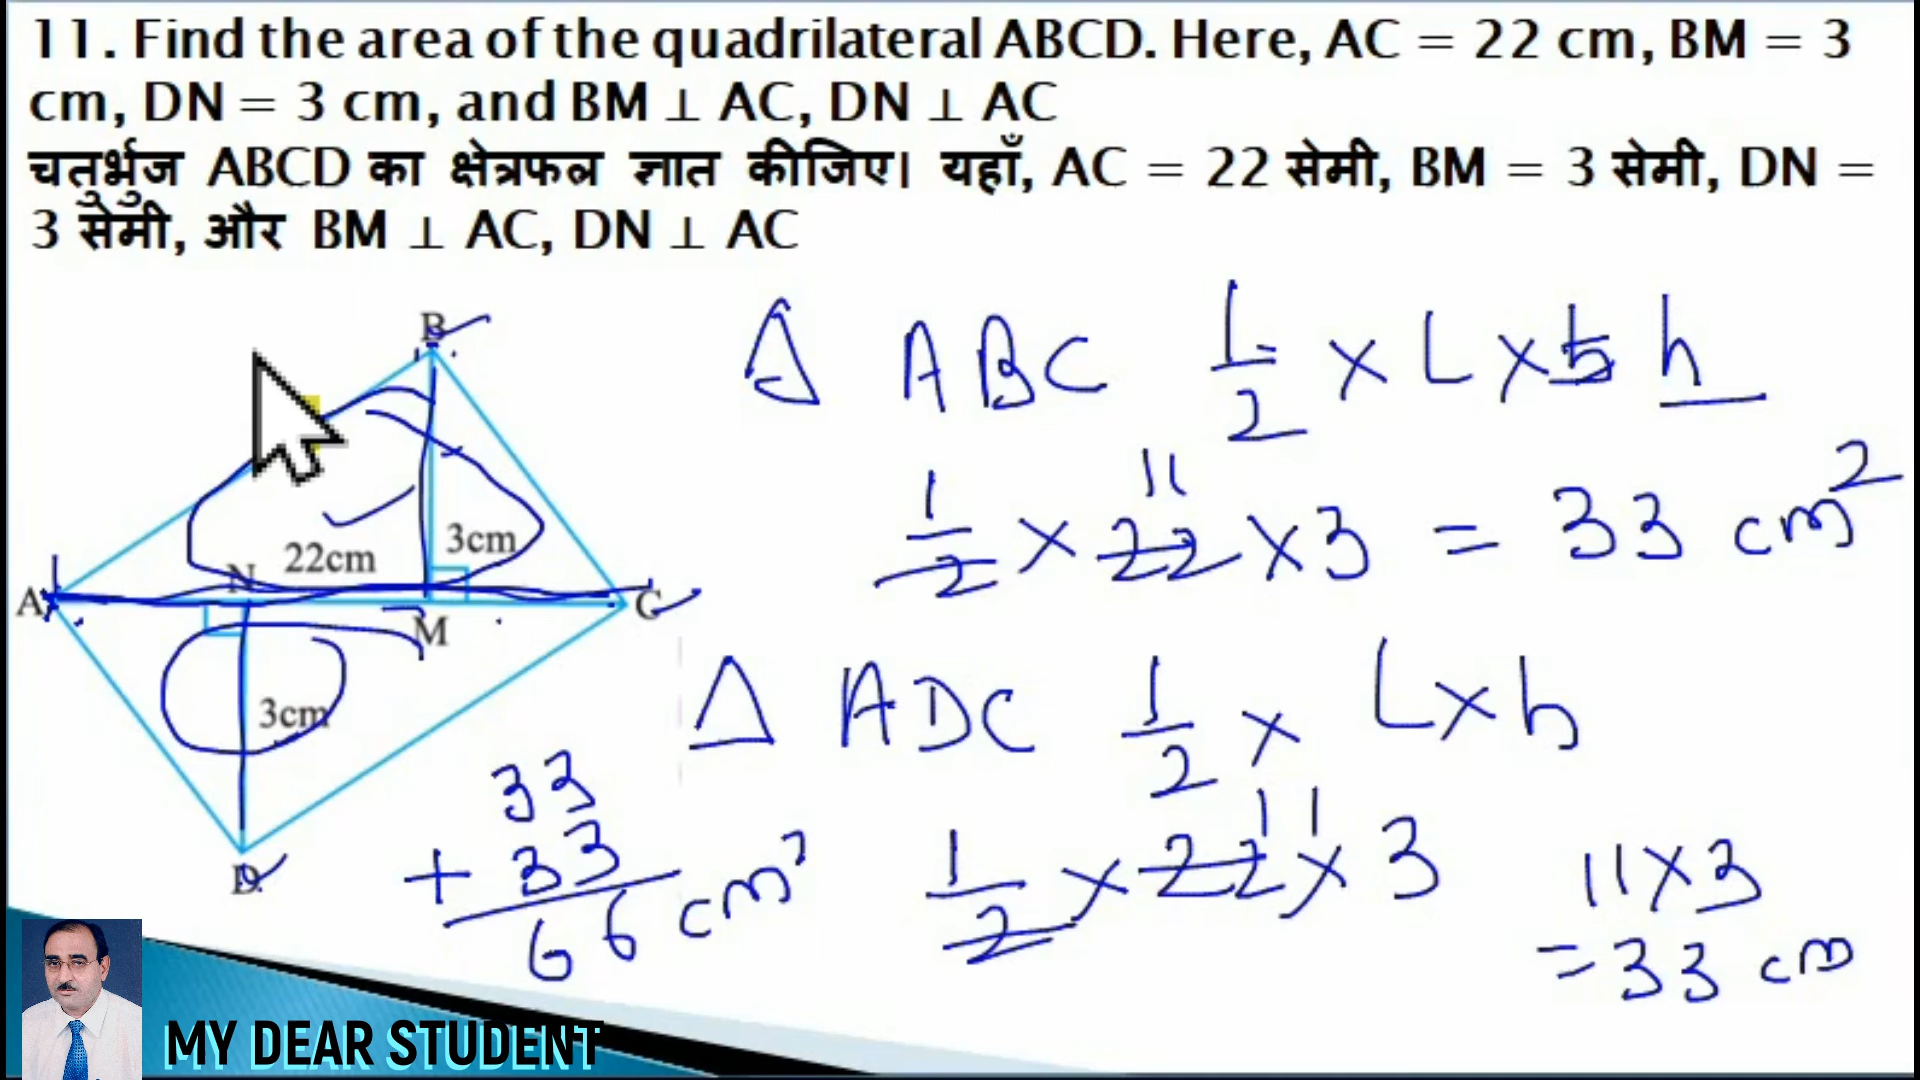 11. Find the area of the quadrilateral ABCD. Here, AC = 22 cm, BM = 3
cm, DN = 3 cm, and BM ⊥ AC, DN ⊥ AC
चतुर्भुज ABCD का क्षेत्रफल ज्ञात कीजिए। यहाँ, AC = 22 सेमी, BM = 3 सेमी, DN =
3 सेमी, और BM ⊥ AC, DN ⊥ AC
B
22cm
3cm
A
N
M
C
3cm
D
Δ ABC 1/2 × L × h
1/2 × 22 11 × 3 = 33 cm²
Δ ADC 1/2 × L × h
1/2 × 22 11 × 3
11 × 3
= 33 cm
33
+ 33
66 cm²
MY DEAR STUDENT